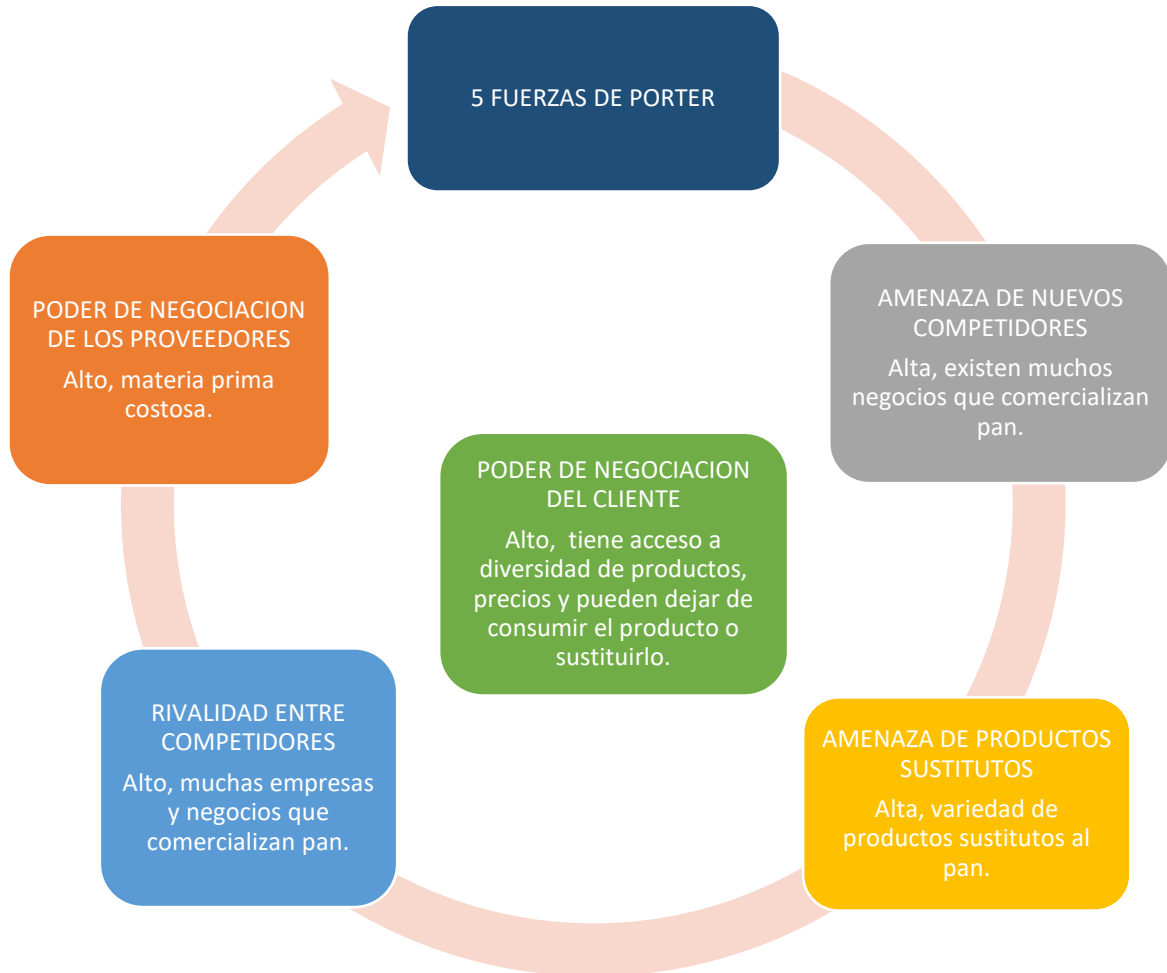 5 FUERZAS DE PORTER
AMENAZA DE NUEVOS
COMPETIDORES
Alta, existen muchos
negocios que comercializan
pan.
AMENAZA DE PRODUCTOS
SUSTITUTOS
Alta, variedad de
productos sustitutos al
pan.
RIVALIDAD ENTRE
COMPETIDORES
Alto, muchas empresas
y negocios que
comercializan pan.
PODER DE NEGOCIACION
DE LOS PROVEEDORES
Alto, materia prima
costosa.
PODER DE NEGOCIACION
DEL CLIENTE
Alto,  tiene acceso a
diversidad de productos,
precios y pueden dejar de
consumir el producto o
sustituirlo.